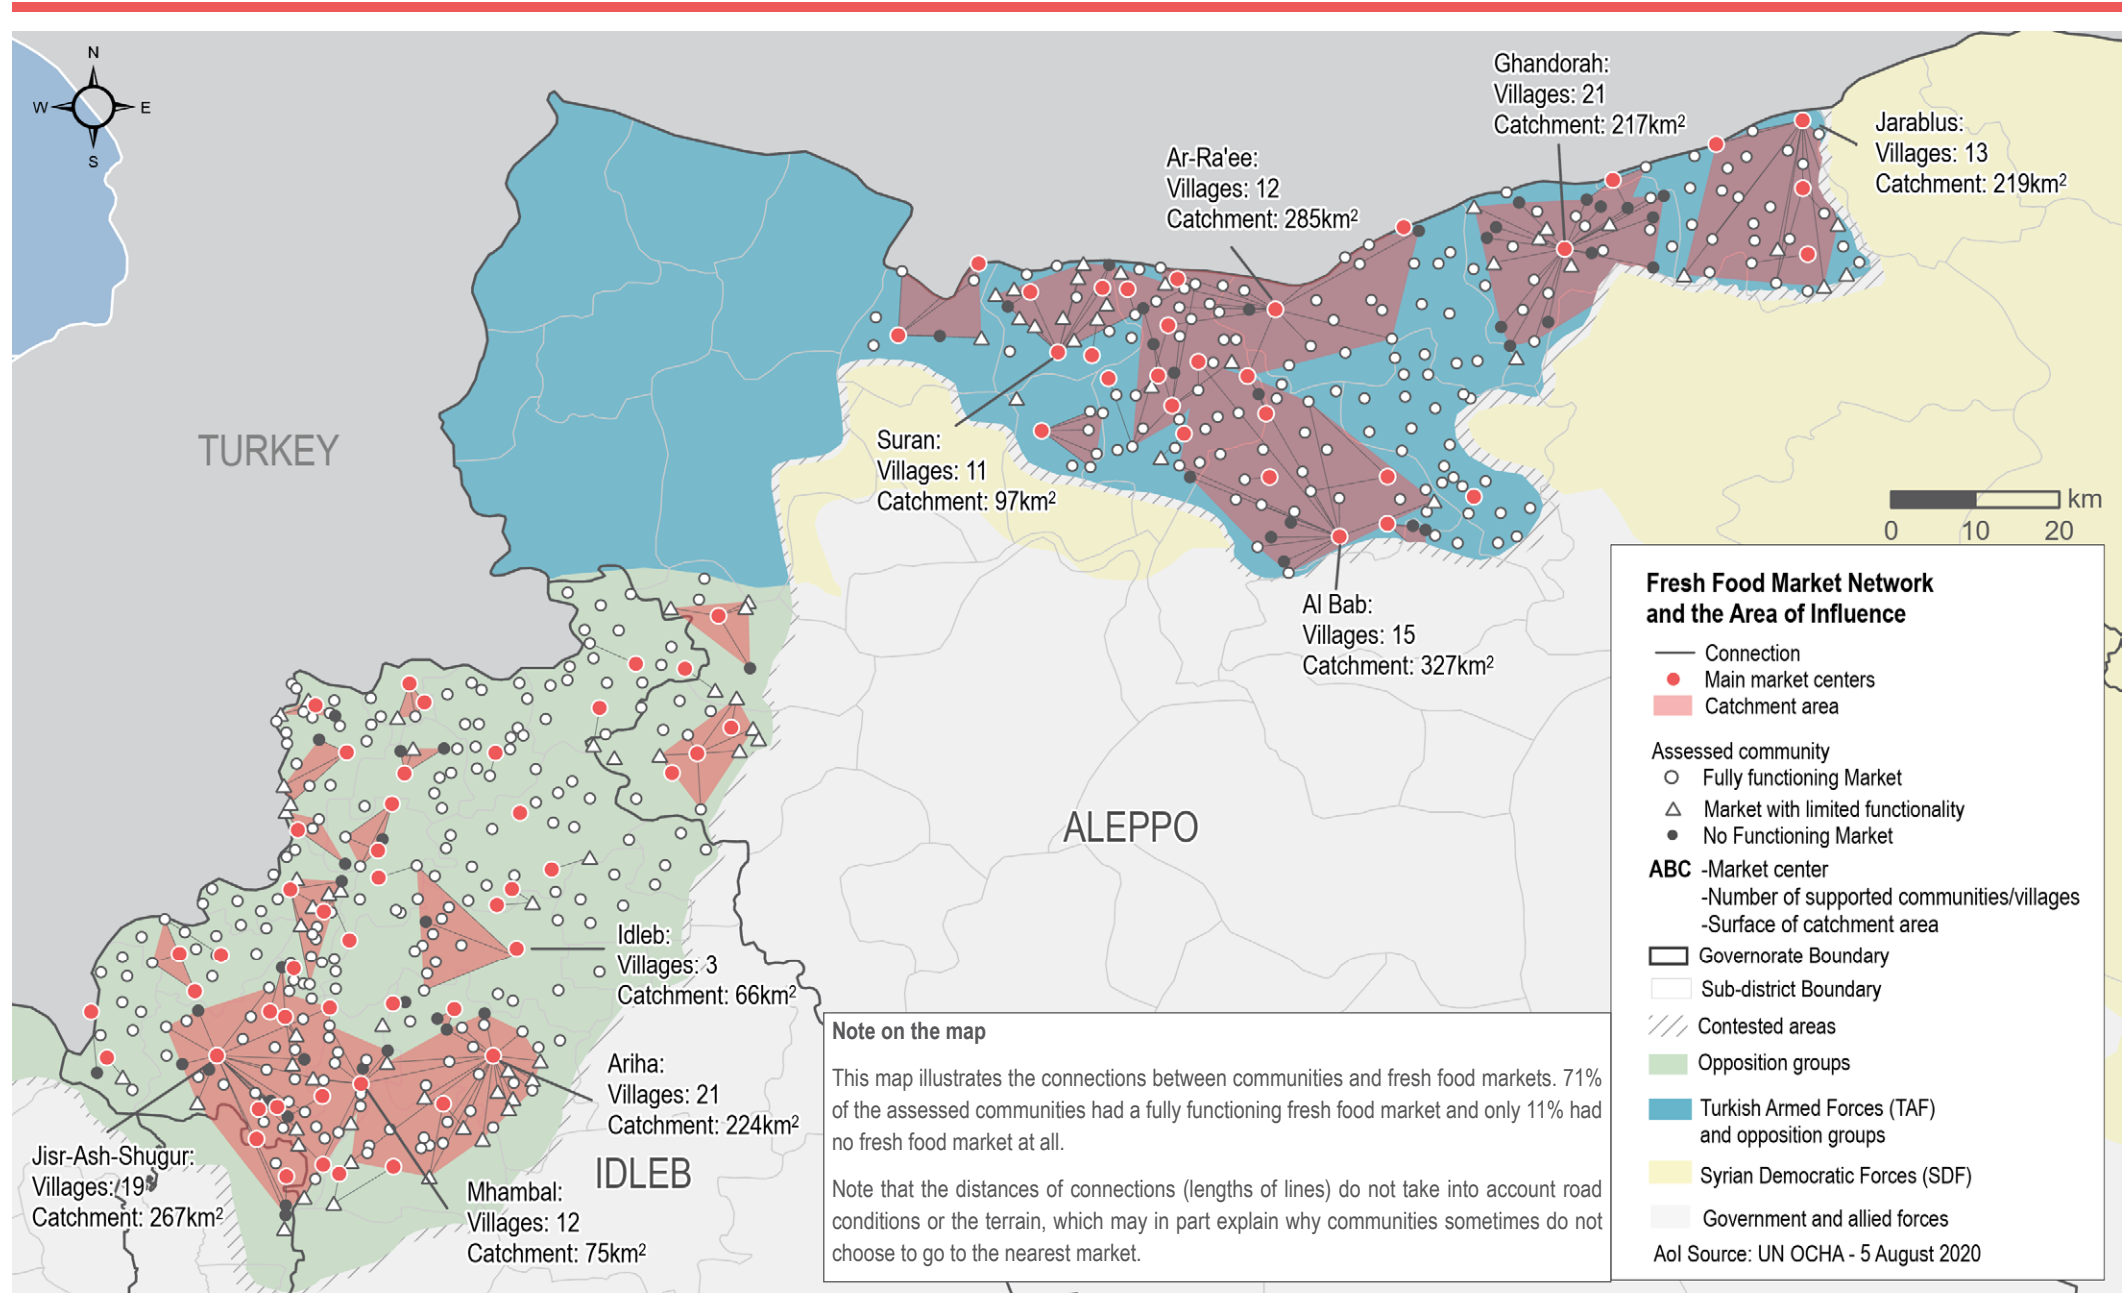 N
W
E
S
Ghandorah:
Villages: 21
Catchment: 217km²
Jarablus:
Villages: 13
Catchment: 219km²
Ar-Ra'ee:
Villages: 12
Catchment: 285km²
TURKEY
Suran:
Villages: 11
Catchment: 97km²
km
0 10 20
Al Bab:
Villages: 15
Catchment: 327km²
ALEPPO
Idleb:
Villages: 3
Catchment: 66km²
Ariha:
Villages: 21
Catchment: 224km²
IDLEB
Jisr-Ash-Shugur:
Villages: 19
Catchment: 267km²
Mhambal:
Villages: 12
Catchment: 75km²
Note on the map
This map illustrates the connections between communities and fresh food markets. 71%
of the assessed communities had a fully functioning fresh food market and only 11% had
no fresh food market at all.
Note that the distances of connections (lengths of lines) do not take into account road
conditions or the terrain, which may in part explain why communities sometimes do not
choose to go to the nearest market.
Fresh Food Market Network
and the Area of Influence
Connection
Main market centers
Catchment area
Assessed community
Fully functioning Market
Market with limited functionality
No Functioning Market
ABC -Market center
-Number of supported communities/villages
-Surface of catchment area
Governorate Boundary
Sub-district Boundary
Contested areas
Opposition groups
Turkish Armed Forces (TAF)
and opposition groups
Syrian Democratic Forces (SDF)
Government and allied forces
AoI Source: UN OCHA - 5 August 2020